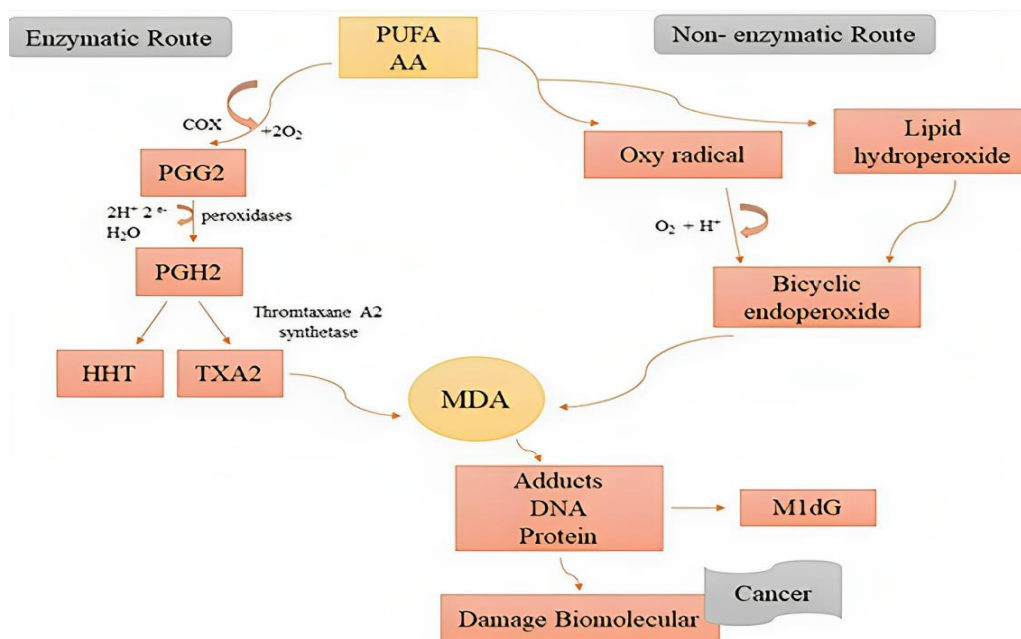 Enzymatic Route
PUFA
AA
Non- enzymatic Route
COX
+2O₂
PGG2
2H⁺ 2 e-
H₂O
peroxidases
PGH2
Thromtaxane A2
synthetase
HHT
TXA2
Oxy radical
Lipid
hydroperoxide
O₂ + H⁺
Bicyclic
endoperoxide
MDA
Adducts
DNA
Protein
M1dG
Damage Biomolecular
Cancer